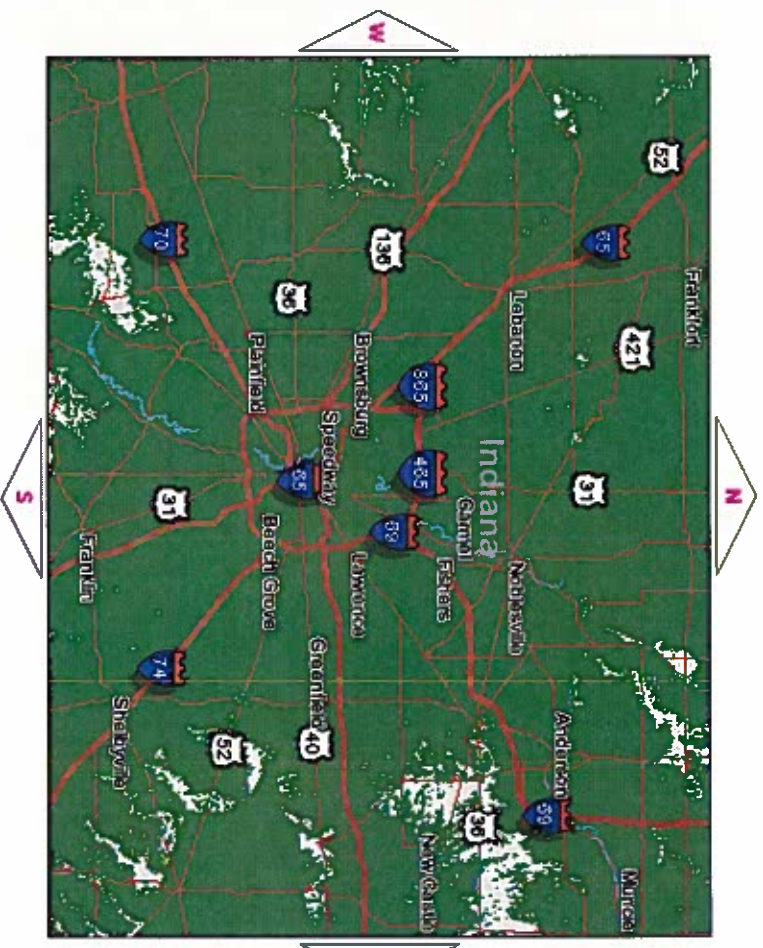 W
N
S
Frankfort
52
65
421
Lebanon
31
136
36
Brownsburg
865
465
Indiana
Carmel
Noblesville
Fishers
69
Anderson
69
Muncie
Speedway
65
Lawrence
Plainfield
Beech Grove
Greenfield
40
36
New Castle
70
31
Franklin
74
Shelbyville
52